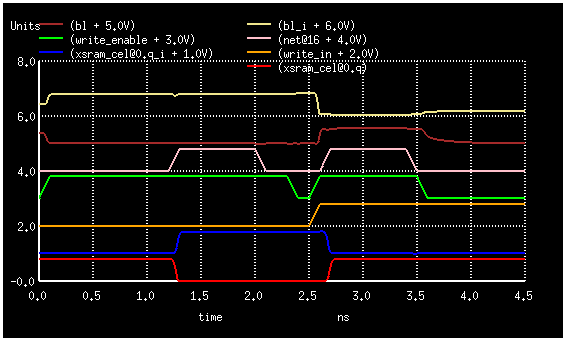 Units (bl + 5.0V) (bl_i + 6.0V)
(write_enable + 3.0V) (net@16 + 4.0V)
(xsram_cel@0.q_i + 1.0V) (write_in + 2.0V)
(xsram_cel@0.q)
8.0
6.0
4.0
2.0
-0.0
0.0 0.5 1.0 1.5 2.0 2.5 3.0 3.5 4.0 4.5
time ns